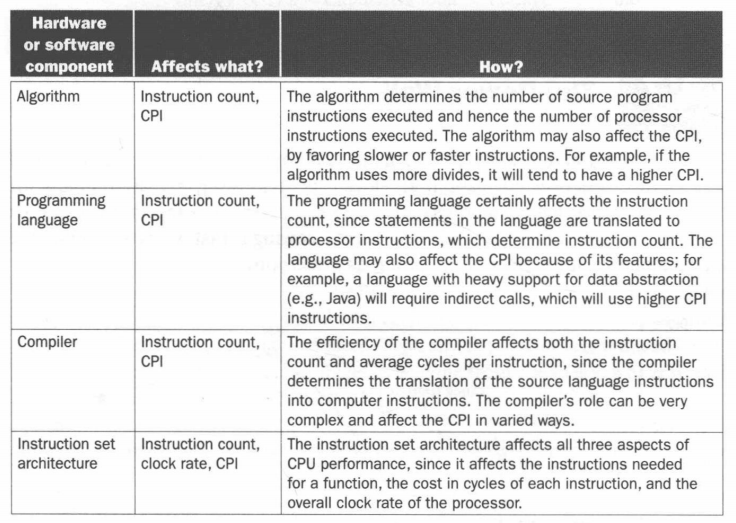 Hardware
or software
component
Affects what?
How?
Algorithm
Instruction count,
CPI
The algorithm determines the number of source program
instructions executed and hence the number of processor
instructions executed. The algorithm may also affect the CPI,
by favoring slower or faster instructions. For example, if the
algorithm uses more divides, it will tend to have a higher CPI.
Programming
language
Instruction count,
CPI
The programming language certainly affects the instruction
count, since statements in the language are translated to
processor instructions, which determine instruction count. The
language may also affect the CPI because of its features; for
example, a language with heavy support for data abstraction
(e.g., Java) will require indirect calls, which will use higher CPI
instructions.
Compiler
Instruction count,
CPI
The efficiency of the compiler affects both the instruction
count and average cycles per instruction, since the compiler
determines the translation of the source language instructions
into computer instructions. The compiler's role can be very
complex and affect the CPI in varied ways.
Instruction set
architecture
Instruction count,
clock rate, CPI
The instruction set architecture affects all three aspects of
CPU performance, since it affects the instructions needed
for a function, the cost in cycles of each instruction, and the
overall clock rate of the processor.